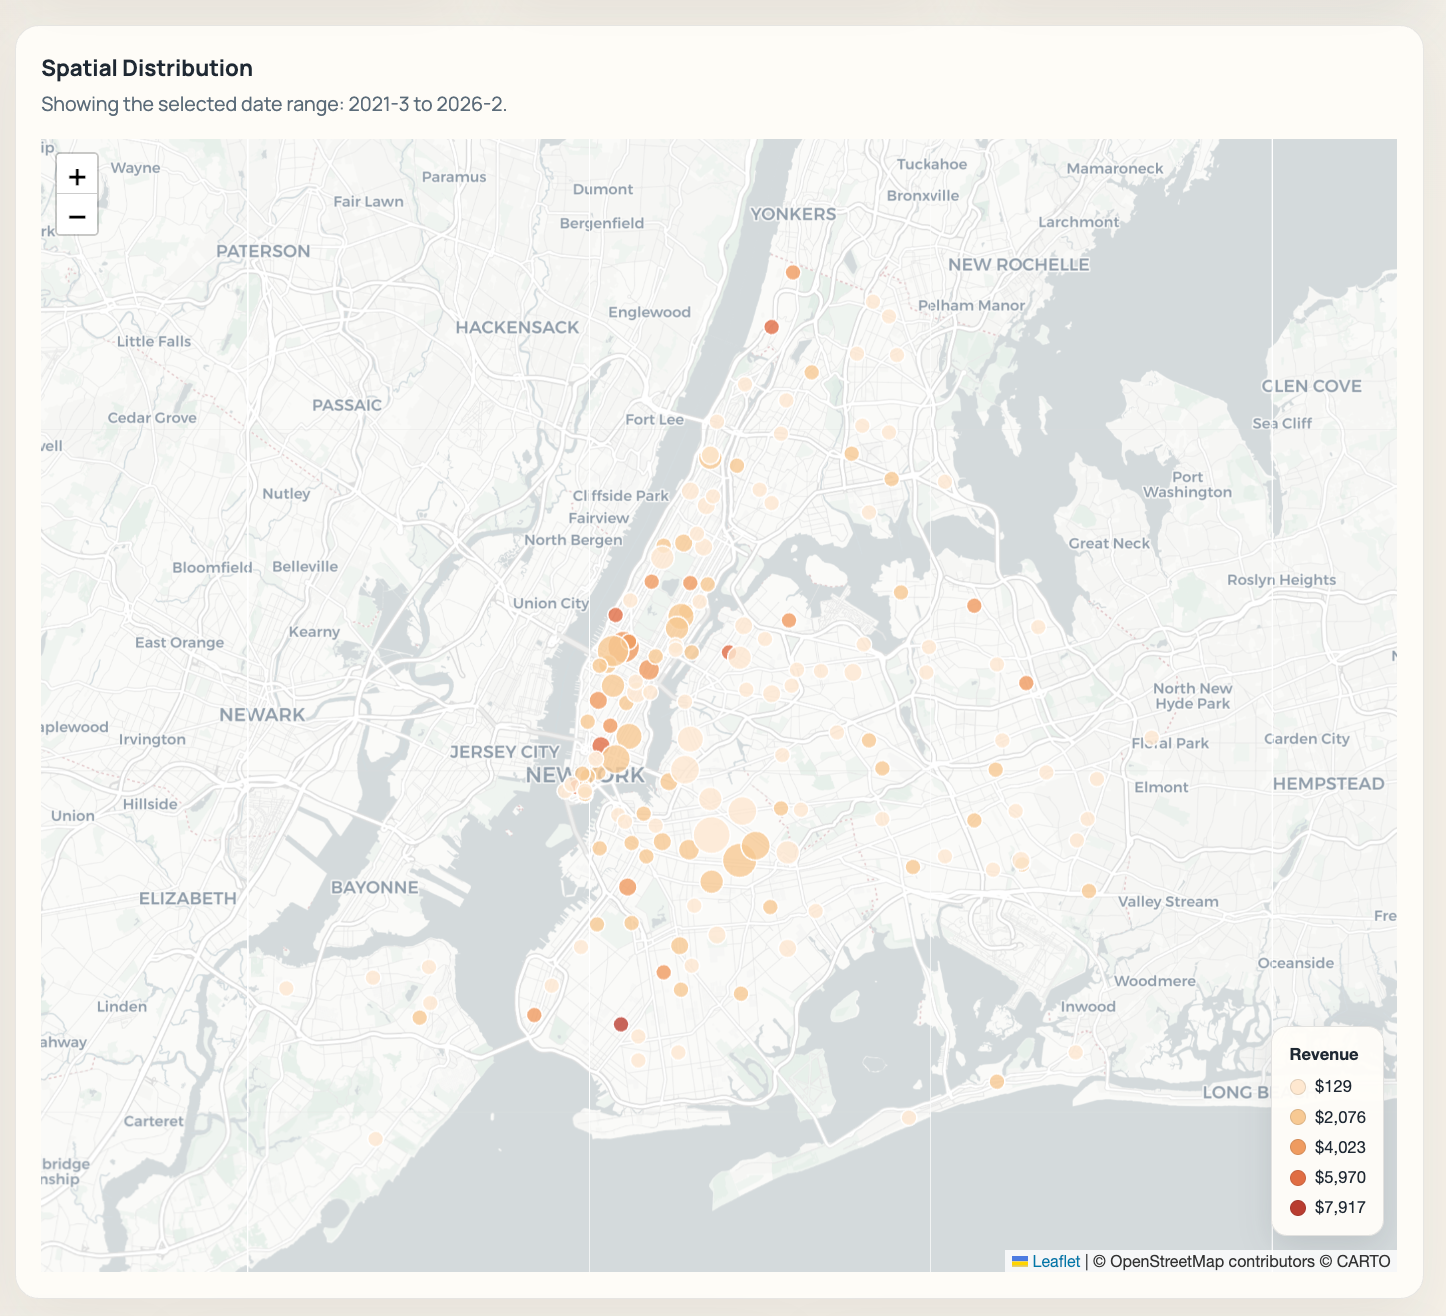 Spatial Distribution
Showing the selected date range: 2021-3 to 2026-2.
+
−
Wayne
Paramus
Dumont
Tuckahoe
Mamaroneck
Fair Lawn
Bronxville
Bergenfield
YONKERS
Larchmont
PATERSON
NEW ROCHELLE
Pelham Manor
Englewood
HACKENSACK
Little Falls
GLEN COVE
PASSAIC
Cedar Grove
Fort Lee
Sea Cliff
Port
Washington
Nutley
Cliffside Park
Fairview
North Bergen
Great Neck
Bloomfield
Belleville
Roslyn Heights
Union City
Kearny
East Orange
North New
Hyde Park
NEWARK
Irvington
Floral Park
Garden City
JERSEY CITY
NEW YORK
Elmont
HEMPSTEAD
Hillside
Union
BAYONNE
ELIZABETH
Valley Stream
Oceanside
Woodmere
Linden
Inwood
Carteret
LONG B
Revenue
$129
$2,076
$4,023
$5,970
$7,917
Leaflet | © OpenStreetMap contributors © CARTO